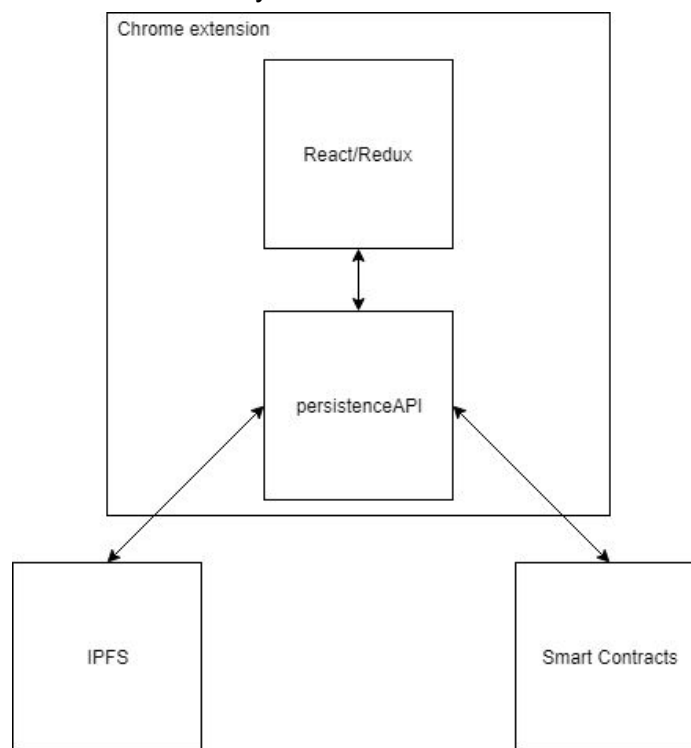 Chrome extension
React/Redux
persistenceAPI
IPFS
Smart Contracts